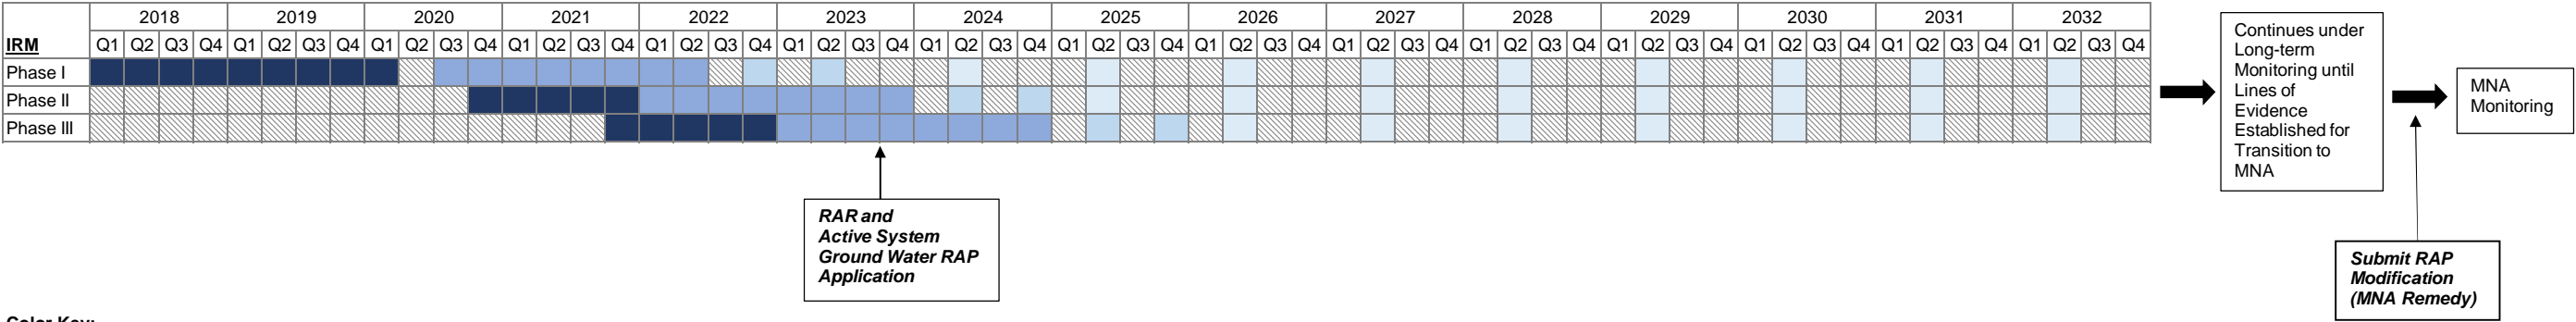 2018 2019 2020 2021 2022 2023 2024 2025 2026 2027 2028 2029 2030 2031 2032
IRM Q1 Q2 Q3 Q4 Q1 Q2 Q3 Q4 Q1 Q2 Q3 Q4 Q1 Q2 Q3 Q4 Q1 Q2 Q3 Q4 Q1 Q2 Q3 Q4 Q1 Q2 Q3 Q4 Q1 Q2 Q3 Q4 Q1 Q2 Q3 Q4 Q1 Q2 Q3 Q4 Q1 Q2 Q3 Q4 Q1 Q2 Q3 Q4 Q1 Q2 Q3 Q4 Q1 Q2 Q3 Q4 Q1 Q2 Q3 Q4
Phase I
Phase II
Phase III
Continues under
Long-term
Monitoring until
Lines of
Evidence
Established for
Transition to
MNA
MNA
Monitoring
RAR and
Active System
Ground Water RAP
Application
Submit RAP
Modification
(MNA Remedy)
Color Key: